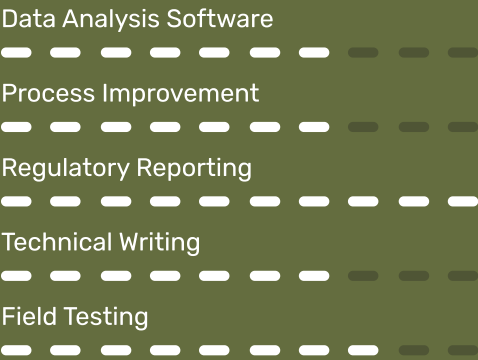 Data Analysis Software
Process Improvement
Regulatory Reporting
Technical Writing
Field Testing